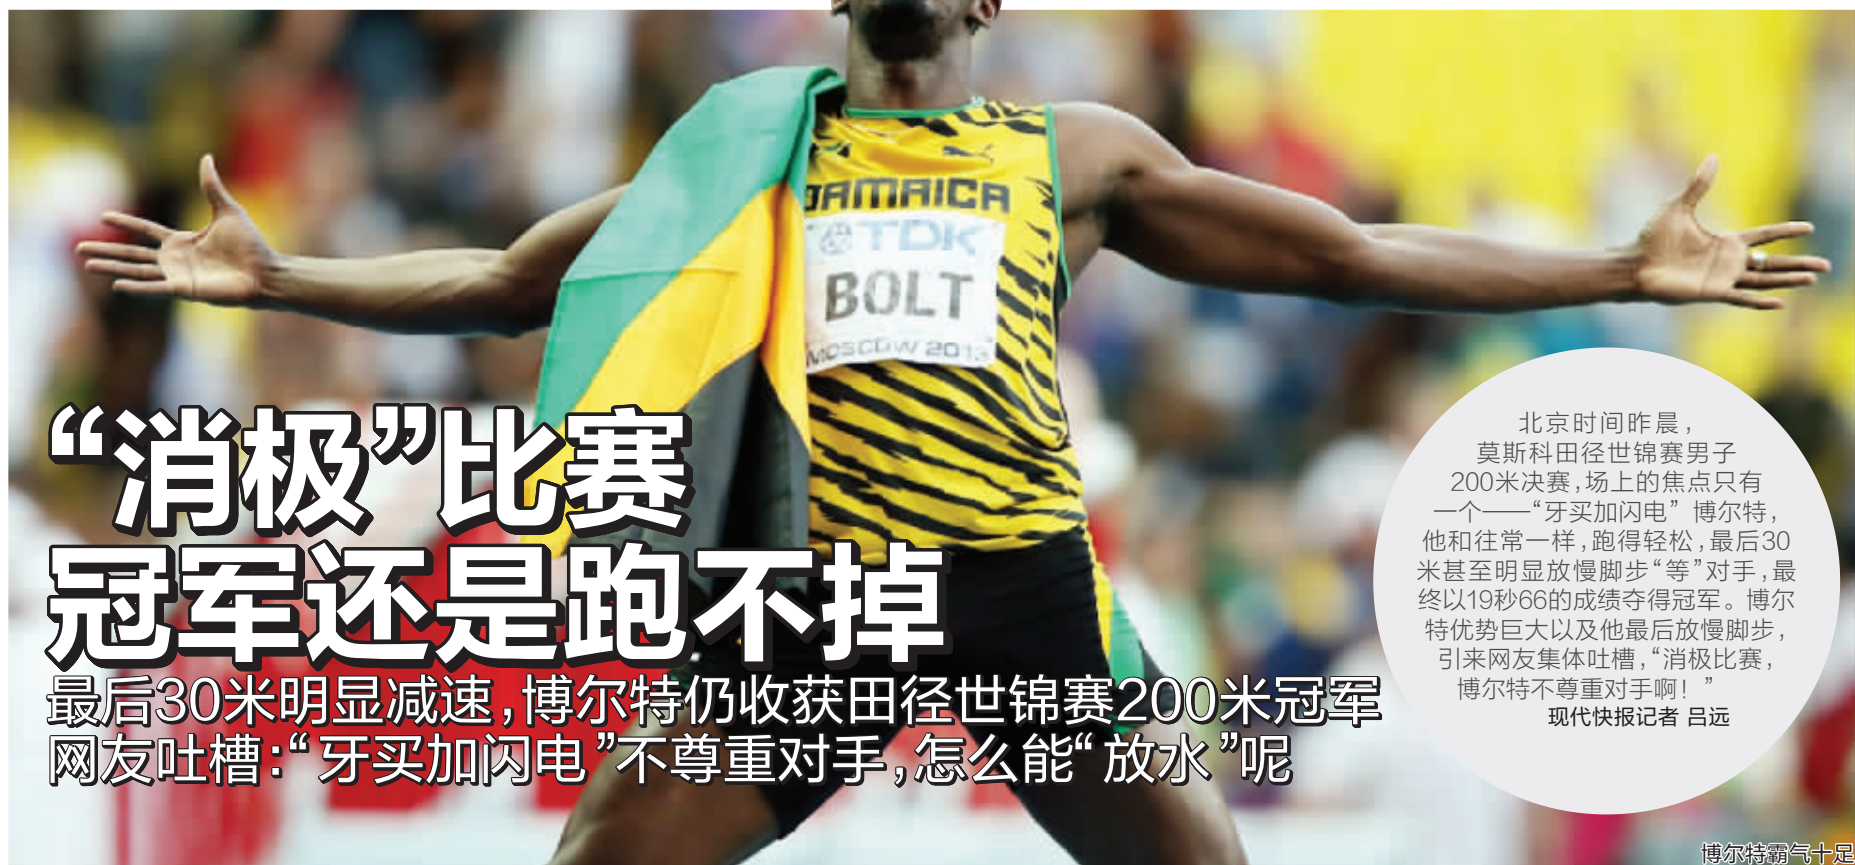 JAMAICA
TDK
BOLT
MOSCOW 2013
“消极”比赛
冠军还是跑不掉
最后30米明显减速,博尔特仍收获田径世锦赛200米冠军
网友吐槽:“牙买加闪电”不尊重对手,怎么能“放水”呢
北京时间昨晨,
莫斯科田径世锦赛男子
200米决赛,场上的焦点只有
一个——“牙买加闪电” 博尔特,
他和往常一样,跑得轻松,最后30
米甚至明显放慢脚步“等”对手,最
终以19秒66的成绩夺得冠军。博尔
特优势巨大以及他最后放慢脚步,
引来网友集体吐槽,“消极比赛,
博尔特不尊重对手啊!”
现代快报记者 吕远
博尔特霸气十足